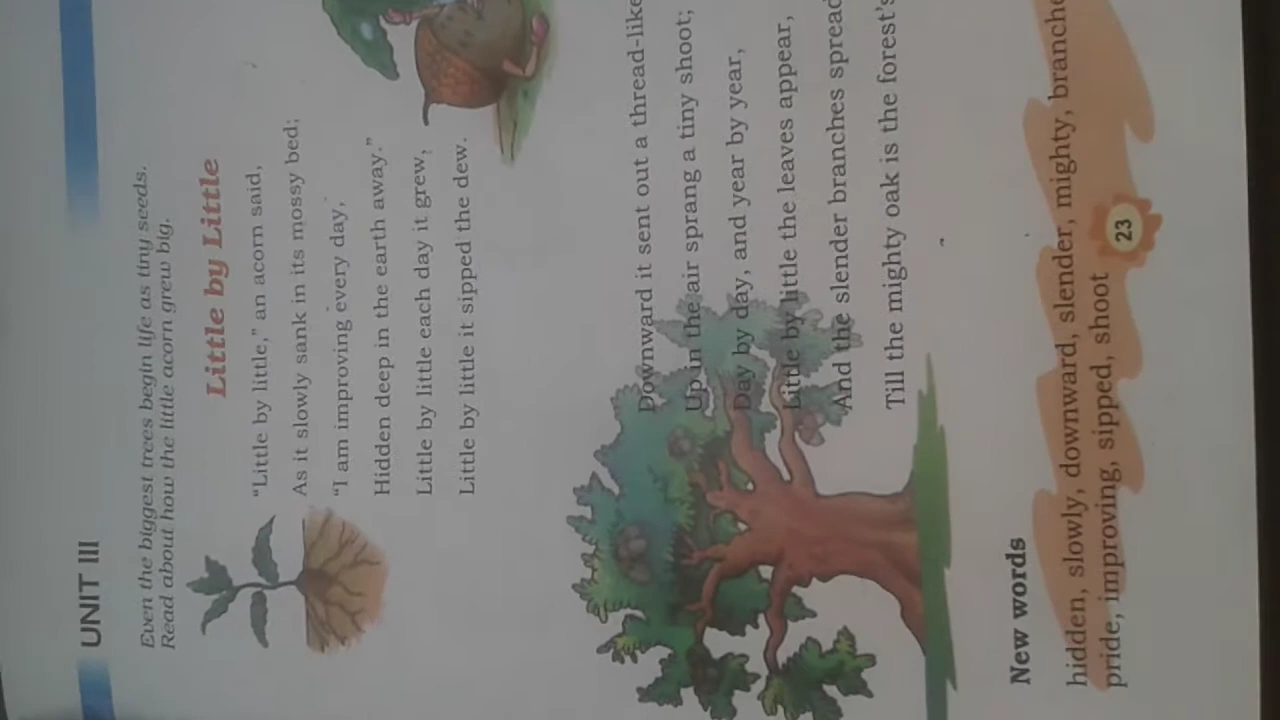 UNIT III
Even the biggest trees begin life as tiny seeds.
Read about how the little acorn grew big.
Little by Little
“Little by little,” an acorn said,
As it slowly sank in its mossy bed;
“I am improving every day,
Hidden deep in the earth away.”
Little by little each day it grew,
Little by little it sipped the dew.
Downward it sent out a thread-like
Up in the air sprang a tiny shoot;
Day by day, and year by year,
Little by little the leaves appear,
And the slender branches spread
Till the mighty oak is the forest's
New words
hidden, slowly, downward, slender, mighty, branche
pride, improving, sipped, shoot
23